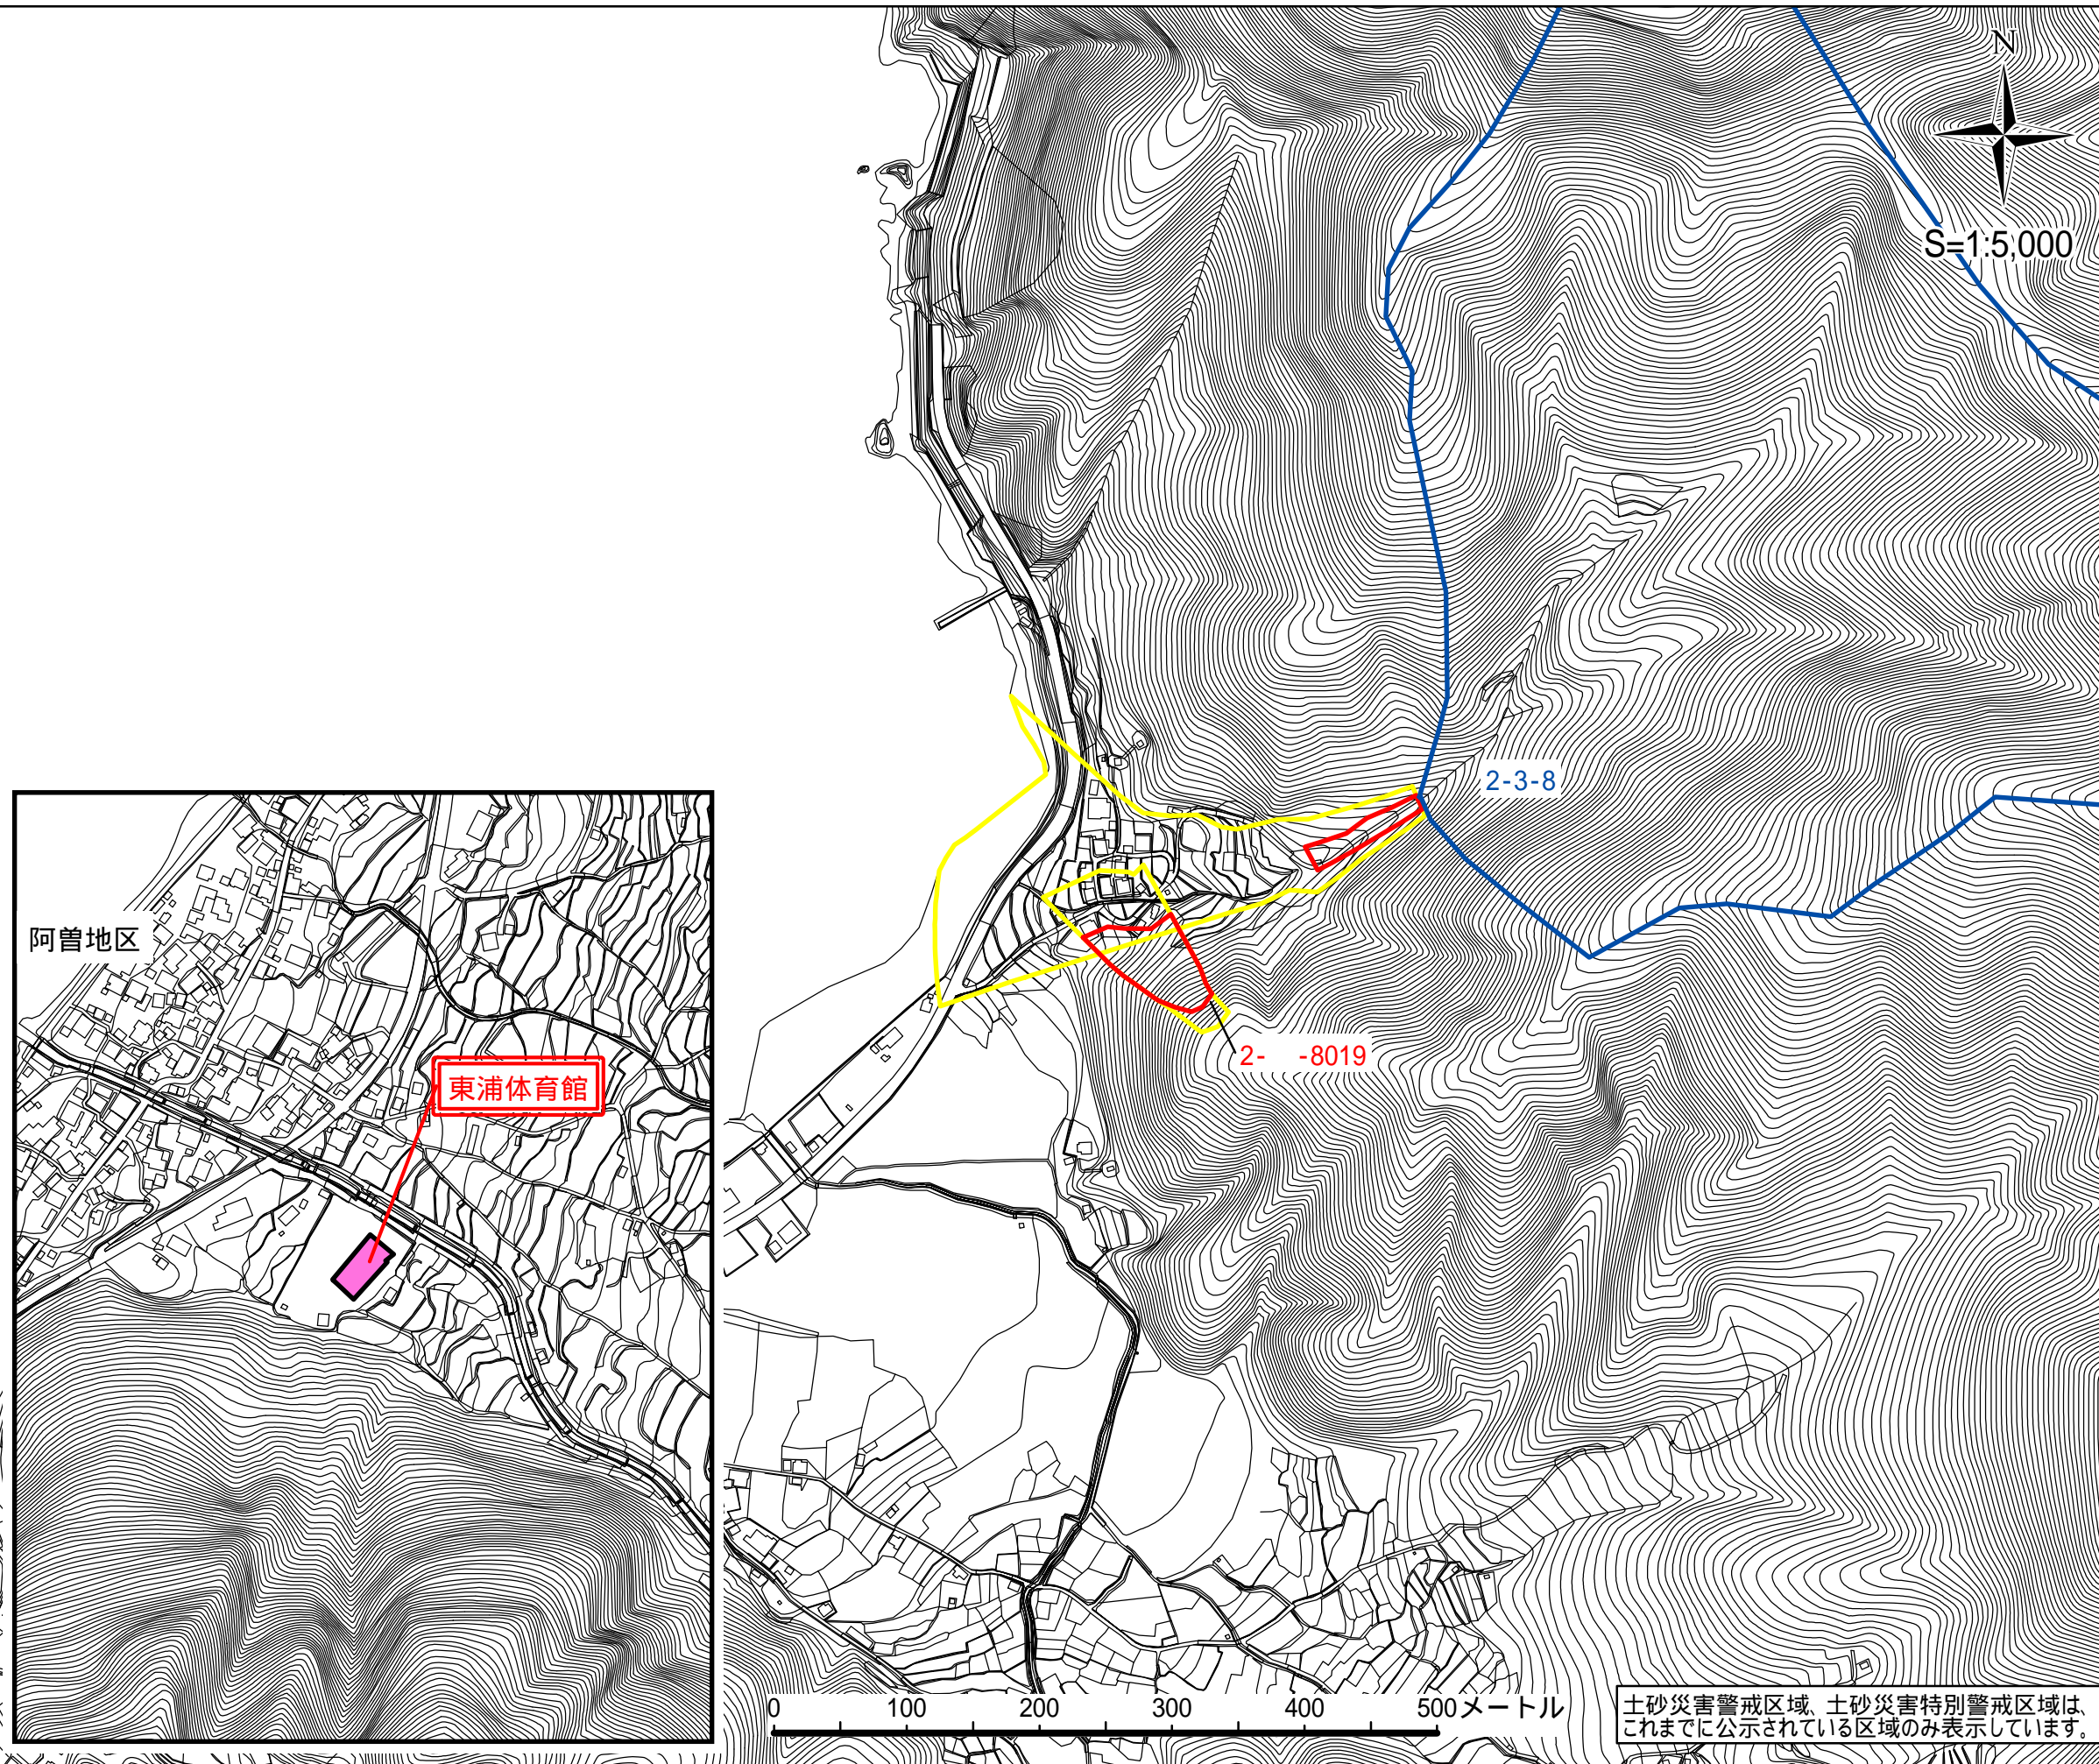 N
S=1:5,000
2-3-8
阿曽地区
2-　-8019
東浦体育館
0 100 200 300 400 500メートル
土砂災害警戒区域、土砂災害特別警戒区域は、
これまでに公示されている区域のみ表示しています。